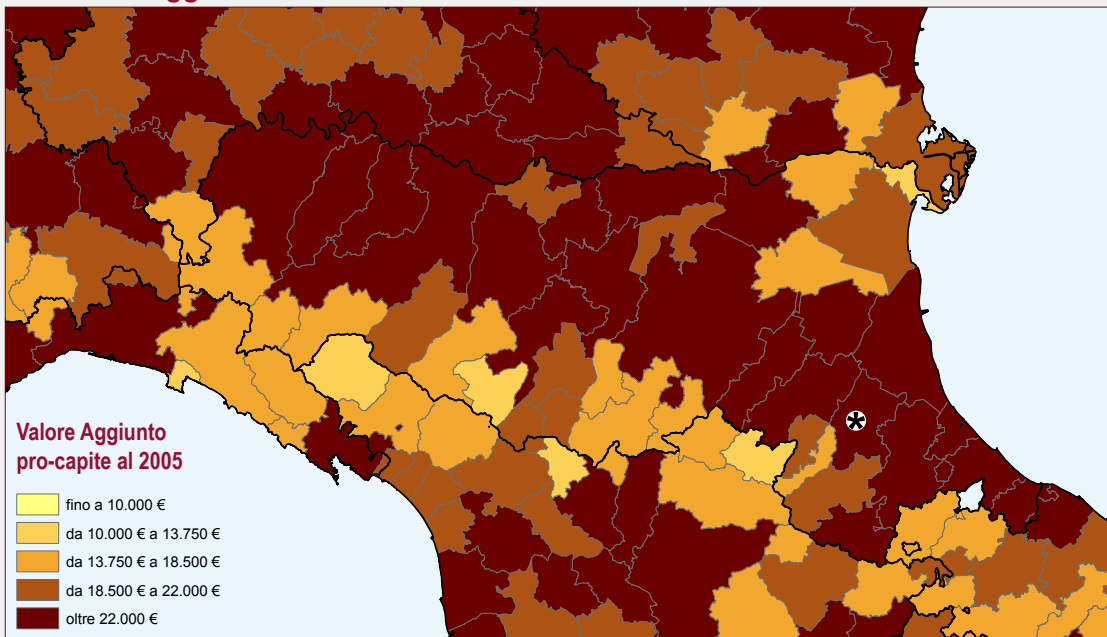 Valore Aggiunto
pro-capite al 2005
fino a 10.000 €
da 10.000 € a 13.750 €
da 13.750 € a 18.500 €
da 18.500 € a 22.000 €
oltre 22.000 €